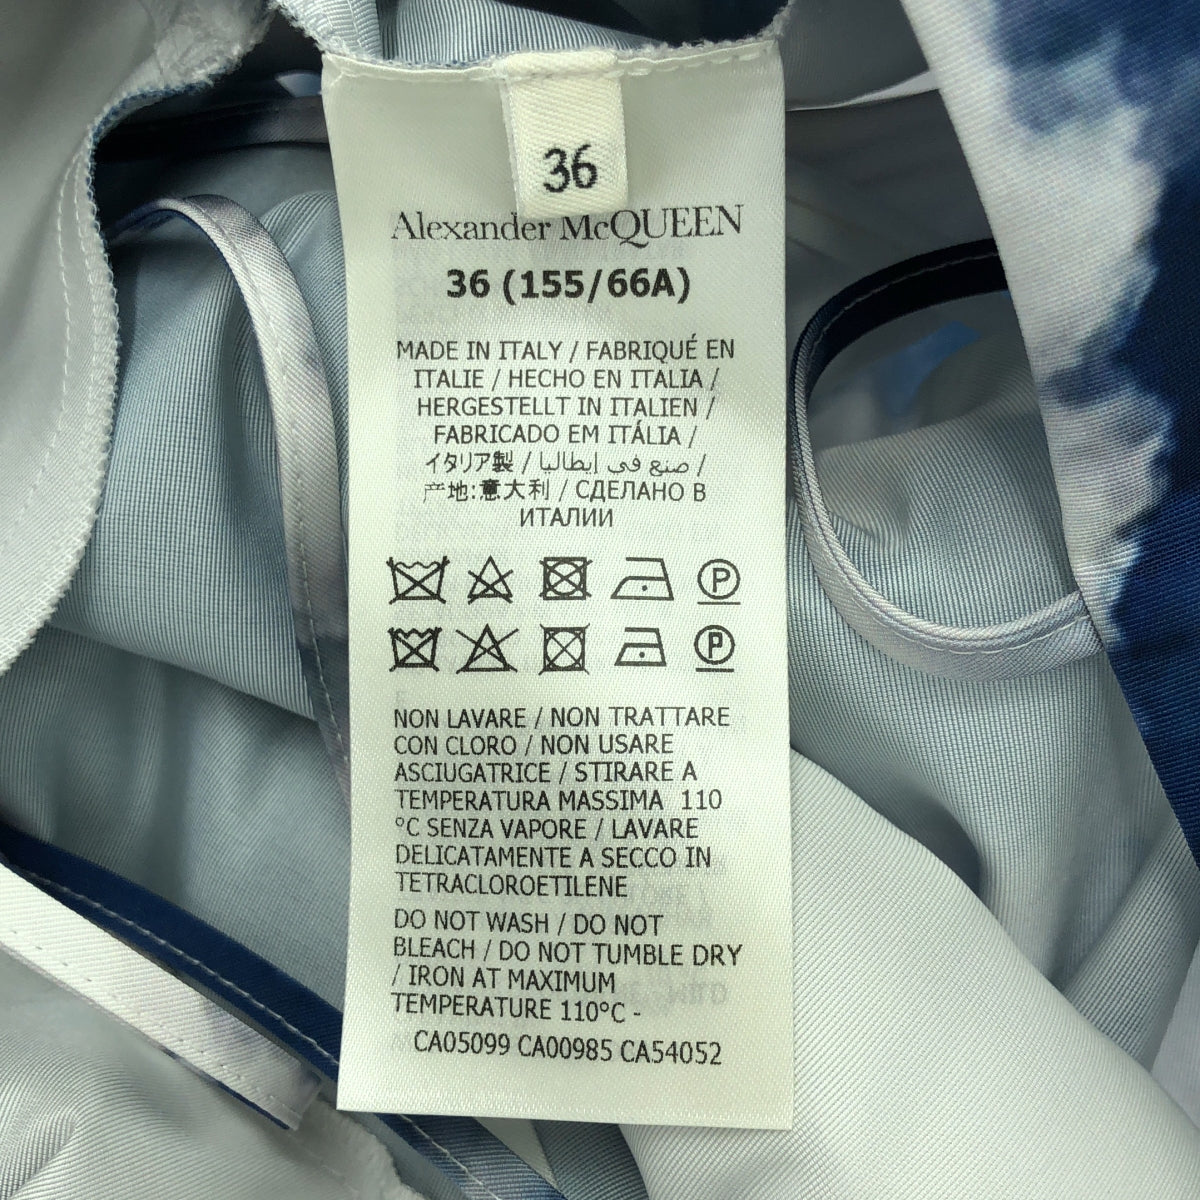 36
Alexander McQUEEN
36 (155/66A)
MADE IN ITALY / FABRIQUÉ EN
ITALIE / HECHO EN ITALIA /
HERGESTELLT IN ITALIEN /
FABRICADO EM ITÁLIA /
イタリア製 / صنع في إيطاليا /
产地:意大利 / СДЕЛАНО В
ИТАЛИИ
P
P
NON LAVARE / NON TRATTARE
CON CLORO / NON USARE
ASCIUGATRICE / STIRARE A
TEMPERATURA MASSIMA 110
°C SENZA VAPORE / LAVARE
DELICATAMENTE A SECCO IN
TETRACLOROETILENE
DO NOT WASH / DO NOT
BLEACH / DO NOT TUMBLE DRY
/ IRON AT MAXIMUM
TEMPERATURE 110°C -
CA05099 CA00985 CA54052